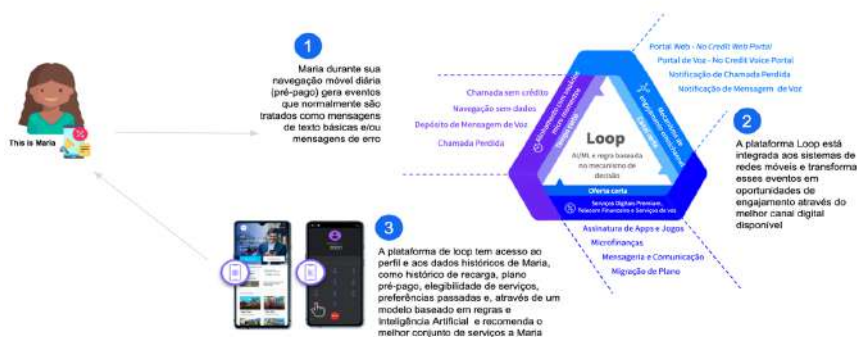 This is Maria
1
Maria durante sua
navegação móvel diária
(pré-pago) gera eventos
que normalmente são
tratados como mensagens
de texto básicas e/ou
mensagens de erro
Chamada sem crédito
Navegação sem dados
Depósito de Mensagem de Voz
Chamada Perdida
Loop
AI/ML e regra baseada
no mecanismo de
decisão
Tempo certo
Mecanismo de
engajamento omnichannel
Canal certo
Oferta certa
Serviços Digitais Premium,
Telecom Financeiro e Serviços de voz
Portal Web - No Credit Web Portal
Portal de Voz - No Credit Voice Portal
Notificação de Chamada Perdida
Notificação de Mensagem de Voz
Assinatura de Apps e Jogos
Microfinanças
Mensageria e Comunicação
Migração de Plano
2
A plataforma Loop está
integrada aos sistemas de
redes móveis e transforma
esses eventos em
oportunidades de
engajamento através do
melhor canal digital
disponível
3
A plataforma de loop tem acesso ao
perfil e aos dados históricos de Maria,
como histórico de recarga, plano
pré-pago, elegibilidade de serviços,
preferências passadas e, através de um
modelo baseado em regras e
Inteligência Artificial e recomenda o
melhor conjunto de serviços a Maria